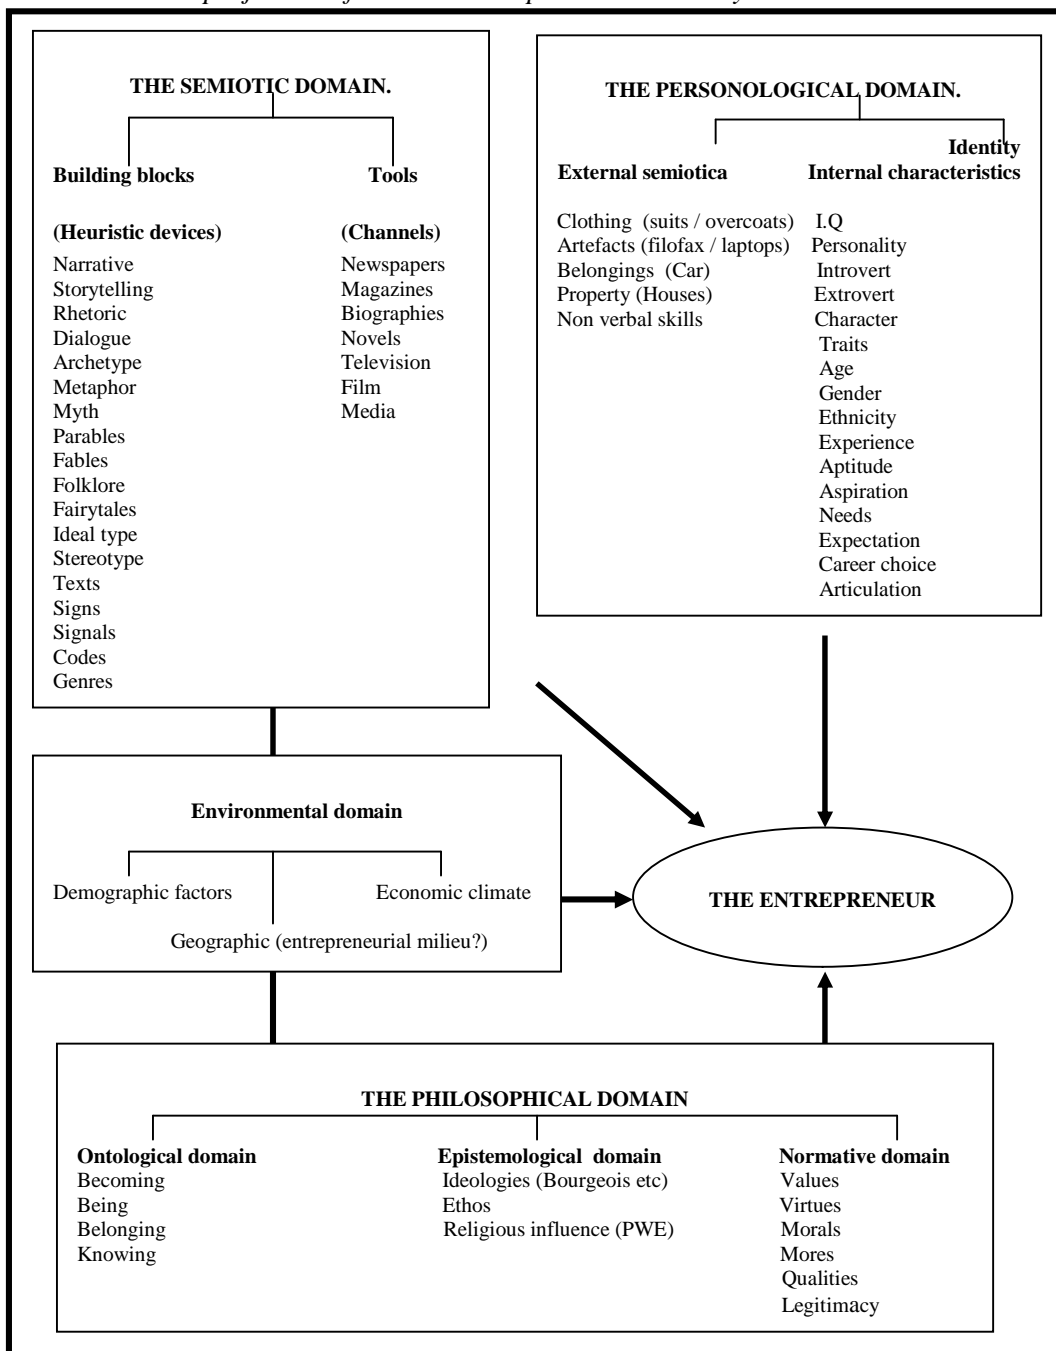 THE SEMIOTIC DOMAIN.
Building blocks
Tools
(Heuristic devices)
(Channels)
Narrative
Storytelling
Rhetoric
Dialogue
Archetype
Metaphor
Myth
Parables
Fables
Folklore
Fairytales
Ideal type
Stereotype
Texts
Signs
Signals
Codes
Genres
Newspapers
Magazines
Biographies
Novels
Television
Film
Media
THE PERSONOLOGICAL DOMAIN.
Identity
External semiotica
Internal characteristics
Clothing (suits / overcoats)
Artefacts (filofax / laptops)
Belongings (Car)
Property (Houses)
Non verbal skills
I.Q
Personality
Introvert
Extrovert
Character
Traits
Age
Gender
Ethnicity
Experience
Aptitude
Aspiration
Needs
Expectation
Career choice
Articulation
Environmental domain
Demographic factors
Economic climate
Geographic (entrepreneurial milieu?)
THE ENTREPRENEUR
THE PHILOSOPHICAL DOMAIN
Ontological domain
Becoming
Being
Belonging
Knowing
Epistemological domain
Ideologies (Bourgeois etc)
Ethos
Religious influence (PWE)
Normative domain
Values
Virtues
Morals
Mores
Qualities
Legitimacy